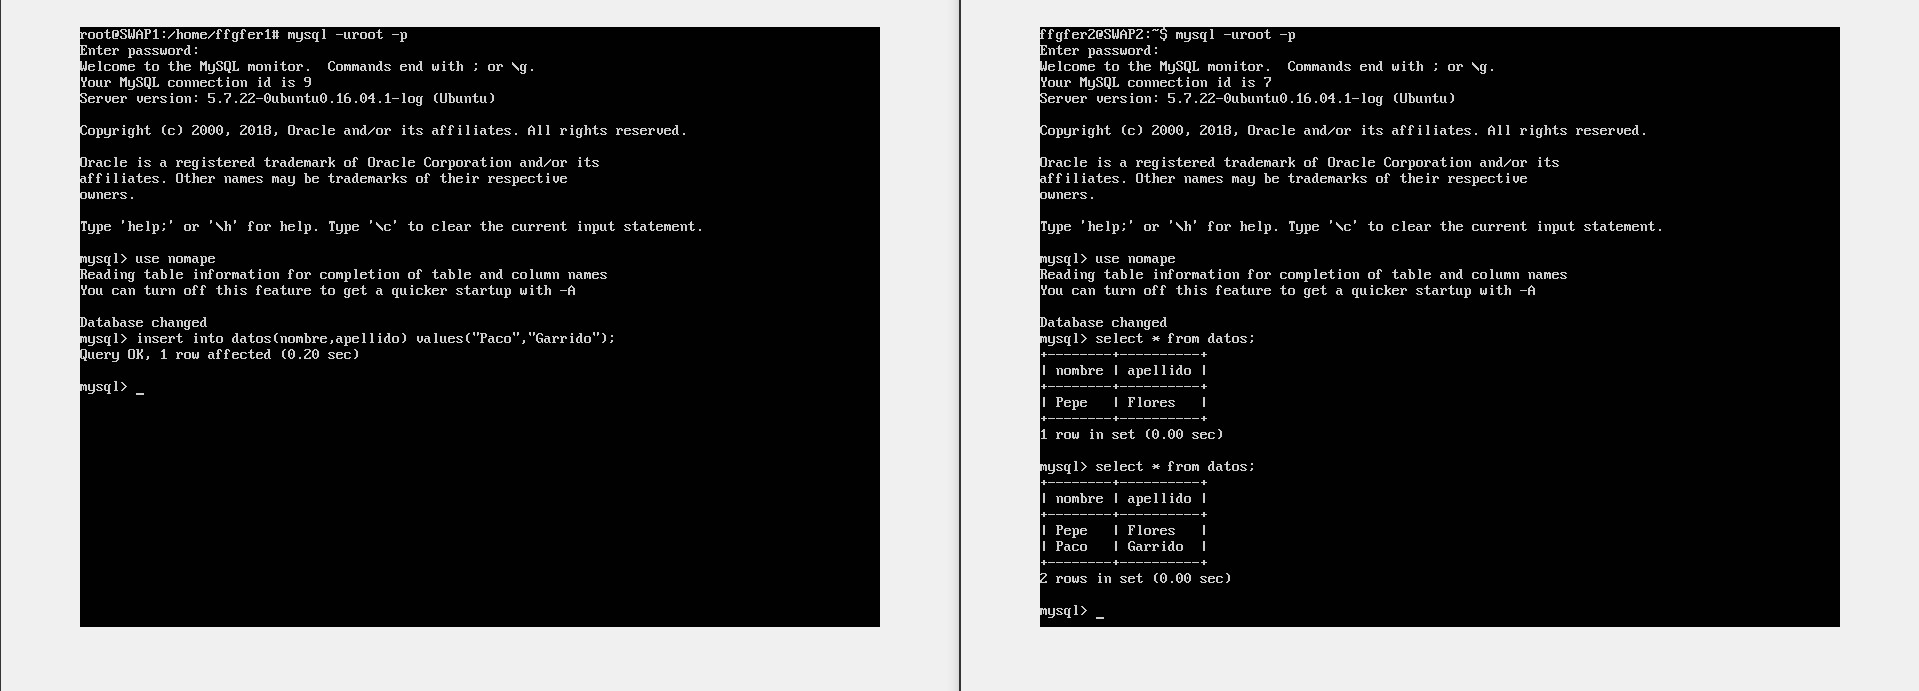 root@SWAP1:/home/ffgfer1# mysql -uroot -p
Enter password:
Welcome to the MySQL monitor.  Commands end with ; or \g.
Your MySQL connection id is 9
Server version: 5.7.22-0ubuntu0.16.04.1-log (Ubuntu)

Copyright (c) 2000, 2018, Oracle and/or its affiliates. All rights reserved.

Oracle is a registered trademark of Oracle Corporation and/or its
affiliates. Other names may be trademarks of their respective
owners.

Type 'help;' or '\h' for help. Type '\c' to clear the current input statement.

mysql> use nomape
Reading table information for completion of table and column names
You can turn off this feature to get a quicker startup with -A

Database changed
mysql> insert into datos(nombre,apellido) values("Paco","Garrido");
Query OK, 1 row affected (0.20 sec)

mysql> _

ffgfer2@SWAP2:~$ mysql -uroot -p
Enter password:
Welcome to the MySQL monitor.  Commands end with ; or \g.
Your MySQL connection id is 7
Server version: 5.7.22-0ubuntu0.16.04.1-log (Ubuntu)

Copyright (c) 2000, 2018, Oracle and/or its affiliates. All rights reserved.

Oracle is a registered trademark of Oracle Corporation and/or its
affiliates. Other names may be trademarks of their respective
owners.

Type 'help;' or '\h' for help. Type '\c' to clear the current input statement.

mysql> use nomape
Reading table information for completion of table and column names
You can turn off this feature to get a quicker startup with -A

Database changed
mysql> select * from datos;
+--------+----------+
| nombre | apellido |
+--------+----------+
| Pepe   | Flores   |
+--------+----------+
1 row in set (0.00 sec)

mysql> select * from datos;
+--------+----------+
| nombre | apellido |
+--------+----------+
| Pepe   | Flores   |
| Paco   | Garrido  |
+--------+----------+
2 rows in set (0.00 sec)

mysql> _